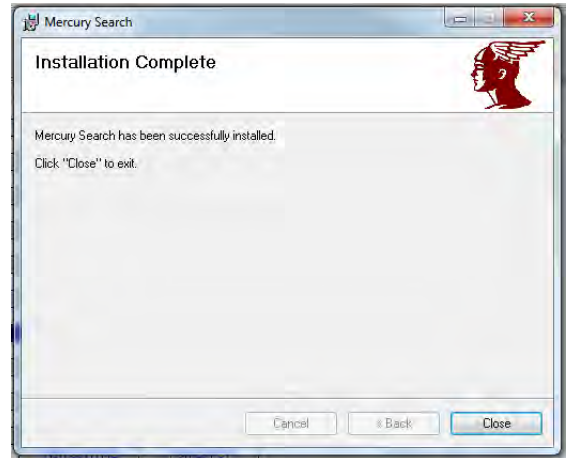 Mercury Search
Installation Complete
Mercury Search has been successfully installed.
Click "Close" to exit.
Cancel
< Back
Close